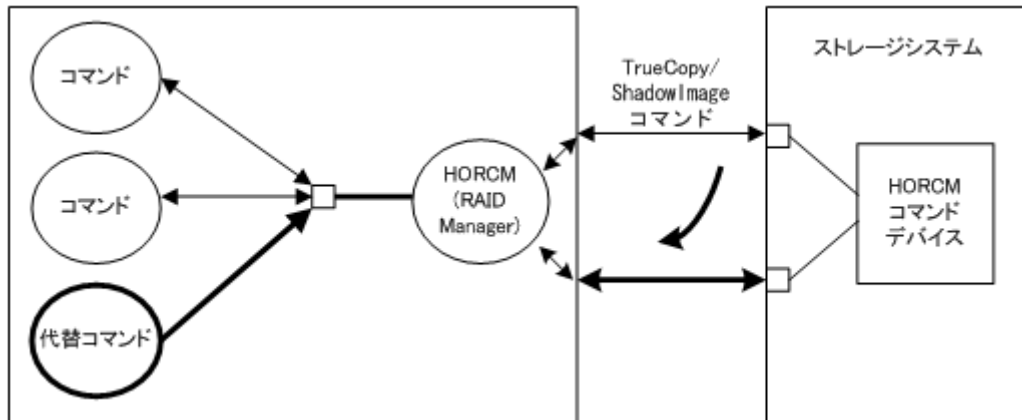 コマンド
コマンド
代替コマンド
HORCM
(RAID
Manager)
TrueCopy/
ShadowImage
コマンド
ストレージシステム
HORCM
コマンド
デバイス